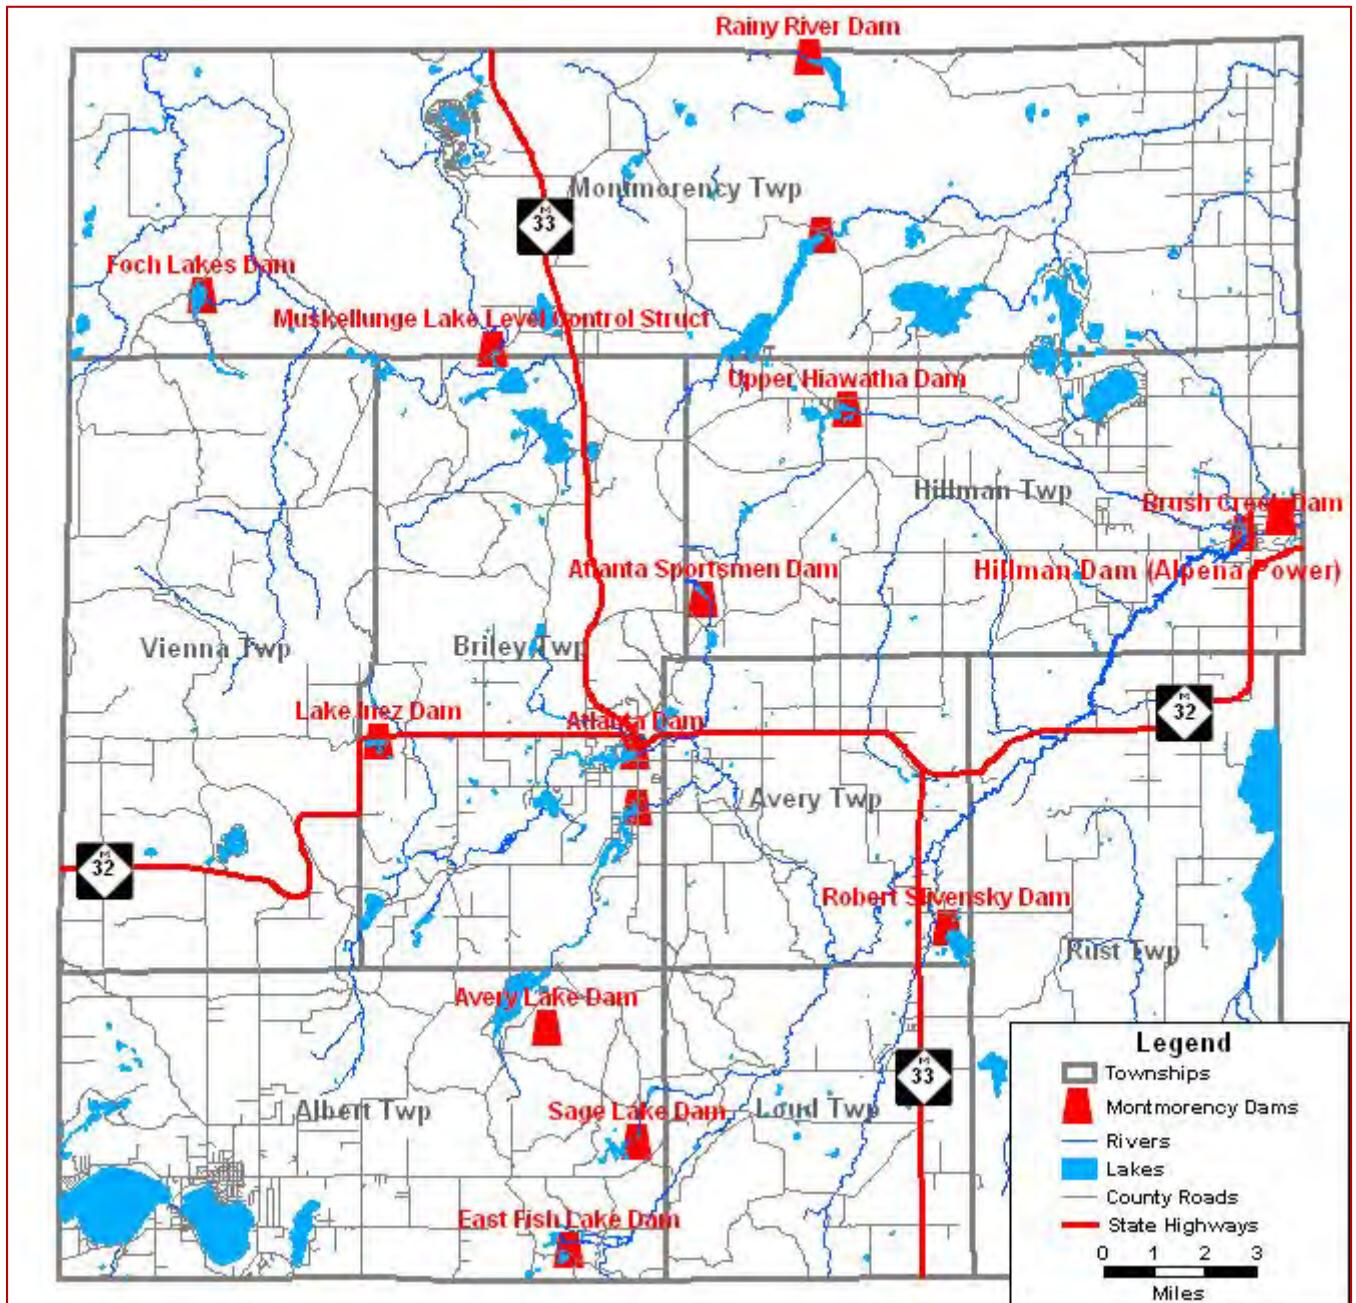 Rainy River Dam
Montmorency Twp
M
33
Foch Lakes Dam
Muskellunge Lake Level Control Struct
Upper Hiawatha Dam
Hillman Twp
Brush Creek Dam
Atlanta Sportsmen Dam
Hillman Dam (Alpena Power)
Vienna Twp
Briley Twp
Lake Inez Dam
Atlanta Dam
M
32
Avery Twp
M
32
Robert Slivensky Dam
Rust Twp
Avery Lake Dam
M
33
Albert Twp
Sage Lake Dam
Loud Twp
East Fish Lake Dam
Legend
Townships
Montmorency Dams
Rivers
Lakes
County Roads
State Highways
0 1 2 3
Miles